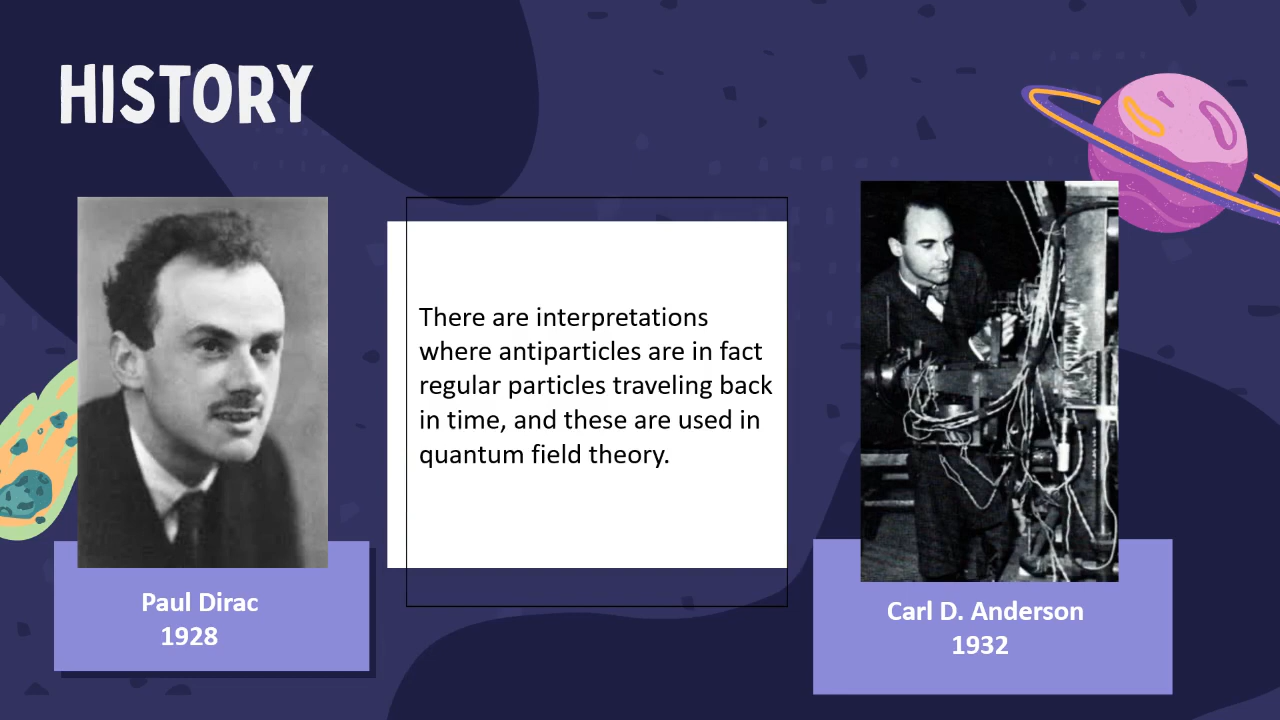 HISTORY
There are interpretations
where antiparticles are in fact
regular particles traveling back
in time, and these are used in
quantum field theory.
Paul Dirac
1928
Carl D. Anderson
1932